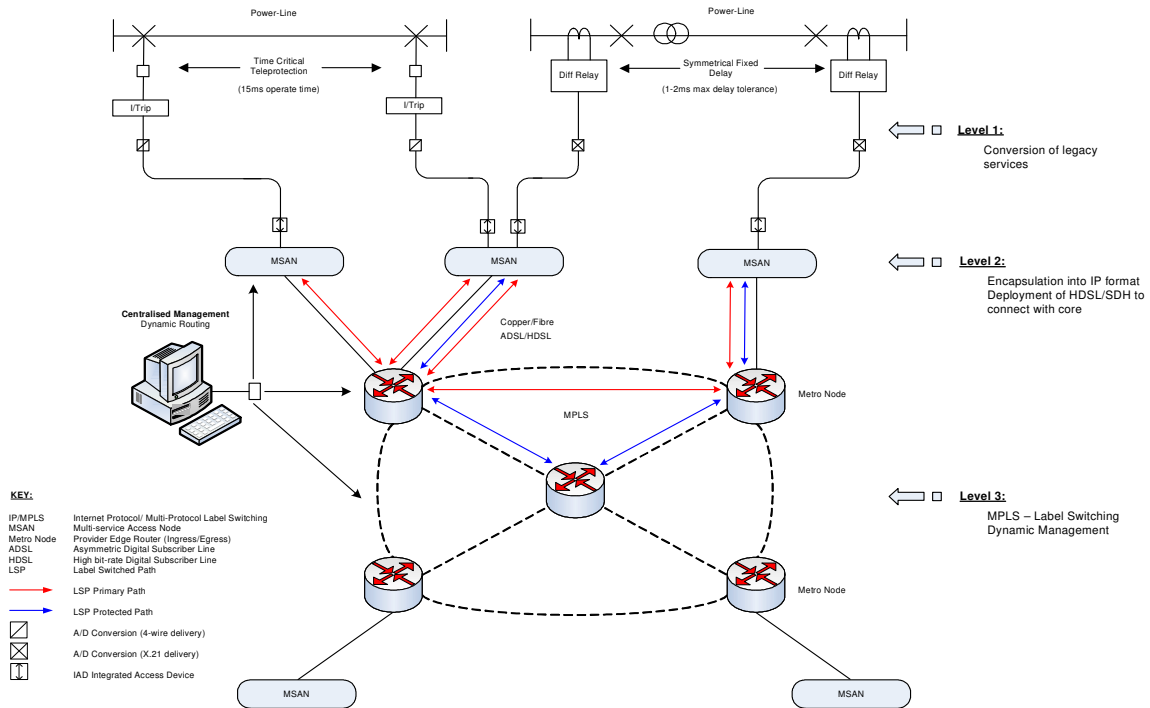 Power-Line
Power-Line
Time Critical
Teleprotection
(15ms operate time)
Symmetrical Fixed
Delay
(1-2ms max delay tolerance)
Diff Relay
Diff Relay
I/Trip
I/Trip
Level 1:
Conversion of legacy
services
MSAN
MSAN
MSAN
Level 2:
Encapsulation into IP format
Deployment of HDSL/SDH to
connect with core
Centralised Management
Dynamic Routing
Copper/Fibre
ADSL/HDSL
Metro Node
MPLS
Level 3:
MPLS – Label Switching
Dynamic Management
KEY:
IP/MPLS Internet Protocol/ Multi-Protocol Label Switching
MSAN Multi-service Access Node
Metro Node Provider Edge Router (Ingress/Egress)
ADSL Asymmetric Digital Subscriber Line
HDSL High bit-rate Digital Subscriber Line
LSP Label Switched Path
LSP Primary Path
LSP Protected Path
A/D Conversion (4-wire delivery)
A/D Conversion (X.21 delivery)
IAD Integrated Access Device
Metro Node
MSAN
MSAN